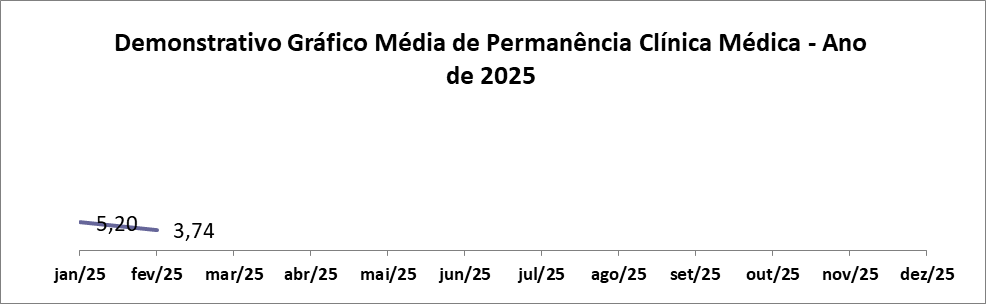 Demonstrativo Gráfico Média de Permanência Clínica Médica - Ano
de 2025
5,20
3,74
jan/25 fev/25 mar/25 abr/25 mai/25 jun/25 jul/25 ago/25 set/25 out/25 nov/25 dez/25